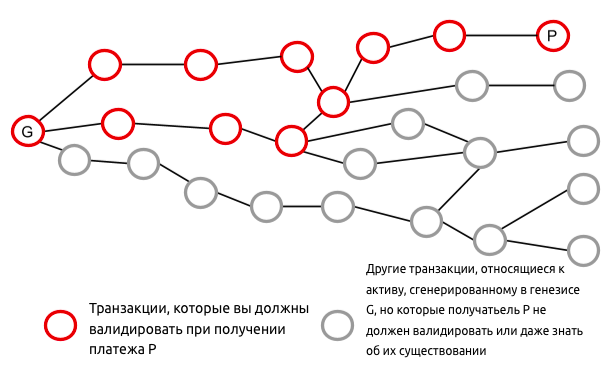 P
G
Транзакции, которые вы должны
валидировать при получении
платежа P
Другие транзакции, относящиеся к
активу, сгенерированному в генезисе
G, но которые получатьель P не
должен валидировать или даже знать
об их существовании